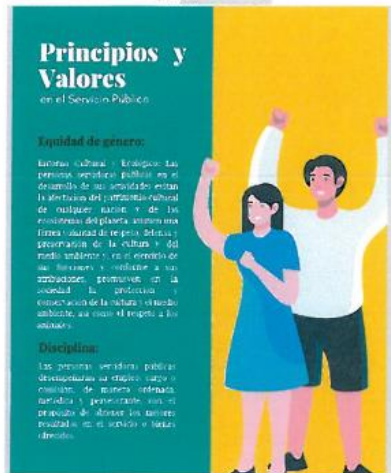 Principios y
Valores
en el Servicio Público
Equidad de género:
Entorno Cultural y Ecológico: Las
personas servidoras públicas en el
desarrollo de sus actividades evitan
la afectación del patrimonio cultural
de cualquier nación y de los
ecosistemas del planeta, asumen una
férrea voluntad de respeto, defensa y
preservación de la cultura y del
medio ambiente y, en el ejercicio de
sus funciones y conforme a sus
atribuciones, promueven en la
sociedad la protección y
conservación de la cultura y el medio
ambiente, así como el respeto a los
animales.
Disciplina:
Las personas servidoras públicas
desempeñarán su empleo, cargo o
comisión, de manera ordenada,
metódica y perseverante, con el
propósito de obtener los mejores
resultados en el servicio o bienes
ofrecidos.